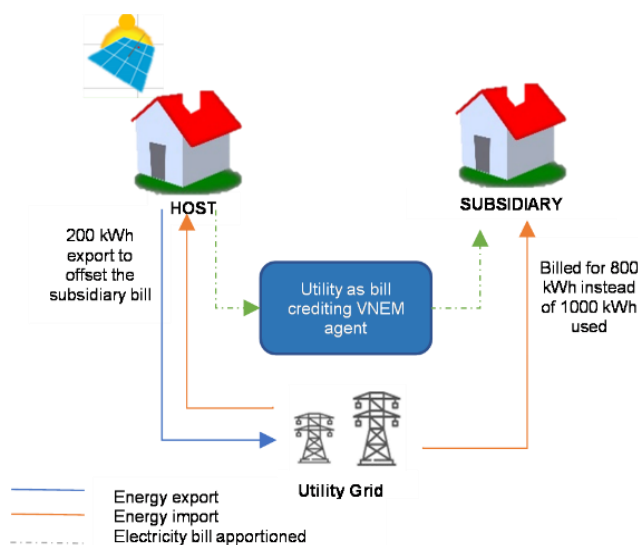 HOST
SUBSIDIARY
200 kWh
export to
offset the
subsidiary bill
Utility as bill
crediting VNEM
agent
Billed for 800
kWh instead
of 1000 kWh
used
Utility Grid
Energy export
Energy import
Electricity bill apportioned